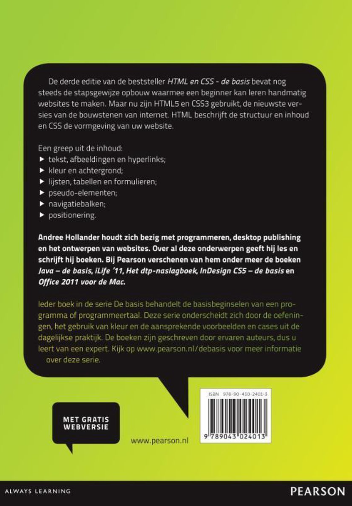 De derde editie van de bestseller HTML en CSS - de basis bevat nog
steeds de stapsgewijze opbouw waarmee een beginner kan leren handmatig
websites te maken. Maar nu zijn HTML5 en CSS3 gebruikt, de nieuwste ver-
sies van de bouwstenen van internet. HTML beschrijft de structuur en inhoud
en CSS de vormgeving van uw website.
Een greep uit de inhoud:
▶ tekst, afbeeldingen en hyperlinks;
▶ kleur en achtergrond;
▶ lijsten, tabellen en formulieren;
▶ pseudo-elementen;
▶ navigatiebalken;
▶ positionering.
Andree Hollander houdt zich bezig met programmeren, desktop publishing
en het ontwerpen van websites. Over al deze onderwerpen geeft hij les en
schrijft hij boeken. Bij Pearson verschenen van hem onder meer de boeken
Java – de basis, iLife '11, Het dtp-naslagboek, InDesign CS5 – de basis en
Office 2011 voor de Mac.
Ieder boek in de serie De basis behandelt de basisbeginselen van een pro-
gramma of programmeertaal. Deze serie onderscheidt zich door de oefenin-
gen, het gebruik van kleur en de aansprekende voorbeelden en cases uit de
dagelijkse praktijk. De boeken zijn geschreven door ervaren auteurs, dus u
leert van een expert. Kijk op www.pearson.nl/debasis voor meer informatie
over deze serie.
MET GRATIS
WEBVERSIE
www.pearson.nl
ISBN 978-90-430-2401-3
9 789043 024013
ALWAYS LEARNING
PEARSON